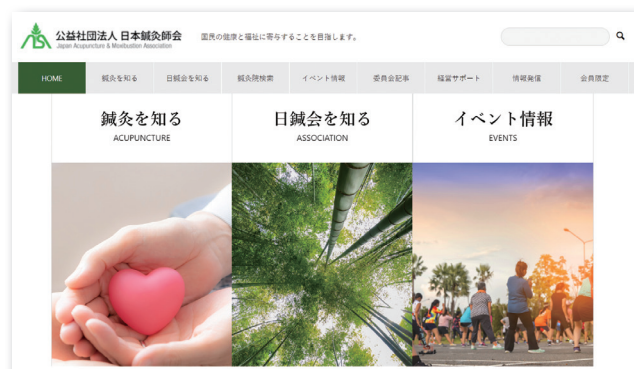 公益社団法人 日本鍼灸師会
Japan Acupuncture & Moxibustion Association
国民の健康と福祉に寄与することを目指します。
HOME 鍼灸を知る 日鍼会を知る 鍼灸院検索 イベント情報 委員会記事 経営サポート 情報発信 会員限定
鍼灸を知る
ACUPUNCTURE
日鍼会を知る
ASSOCIATION
イベント情報
EVENTS